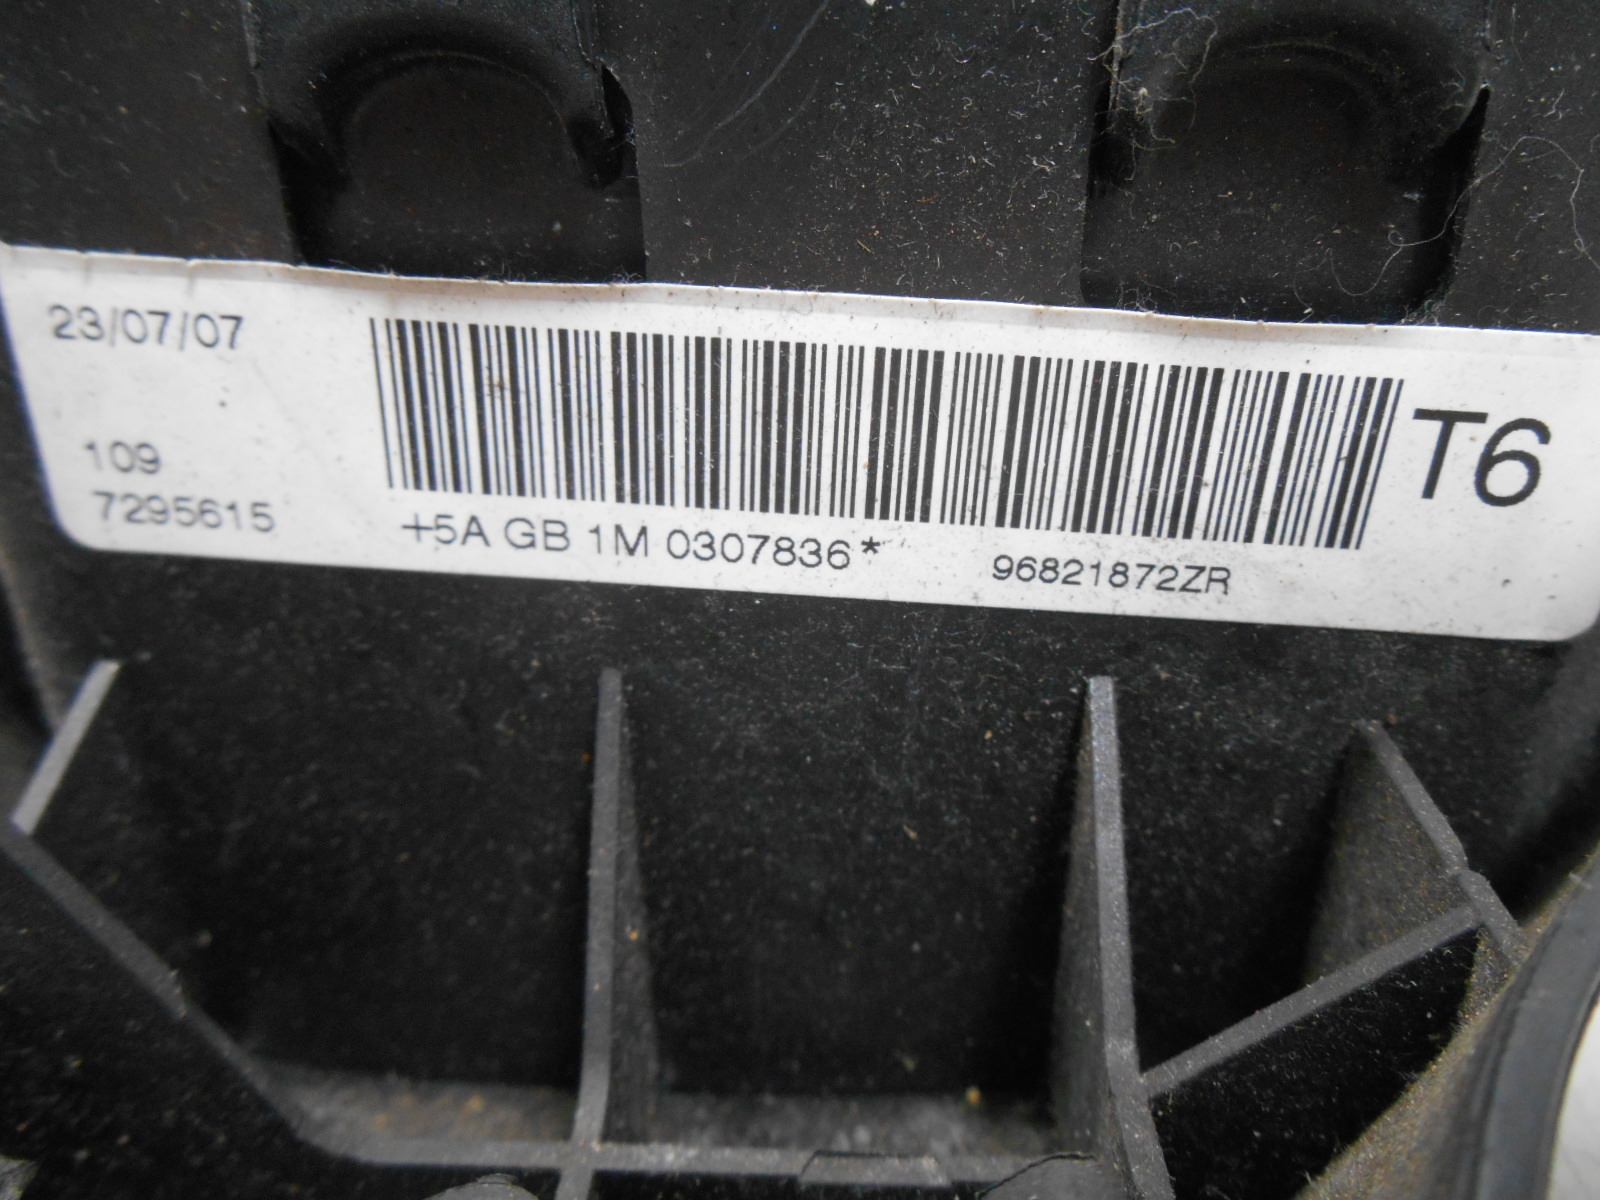 23/07/07
T6
109
7295615
+5A GB 1M 0307836*
96821872ZR